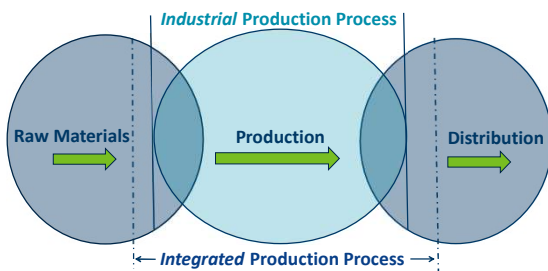 Industrial Production Process
Raw Materials
Production
Distribution
Integrated Production Process